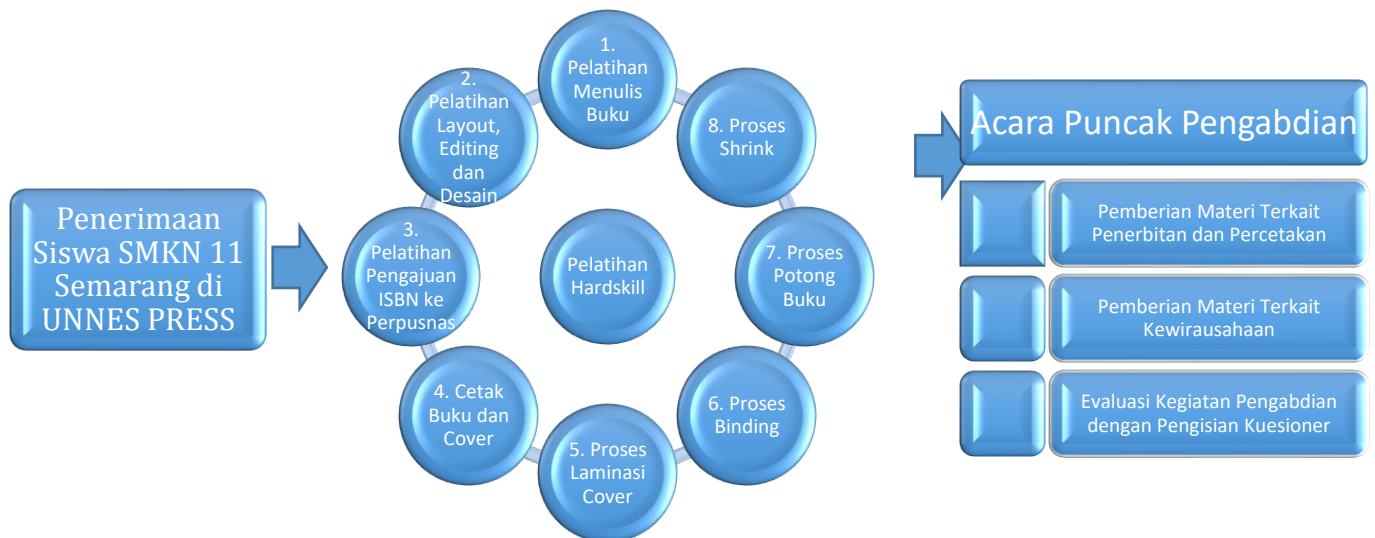 Penerimaan
Siswa SMKN 11
Semarang di
UNNES PRESS
1.
Pelatihan
Menulis
Buku
2.
Pelatihan
Layout,
Editing
dan
Desain
3.
Pelatihan
Pengajuan
ISBN ke
Perpusnas
4. Cetak
Buku dan
Cover
5. Proses
Laminasi
Cover
6. Proses
Binding
7. Proses
Potong
Buku
8. Proses
Shrink
Pelatihan
Hardskill
Acara Puncak Pengabdian
Pemberian Materi Terkait
Penerbitan dan Percetakan
Pemberian Materi Terkait
Kewirausahaan
Evaluasi Kegiatan Pengabdian
dengan Pengisian Kuesioner